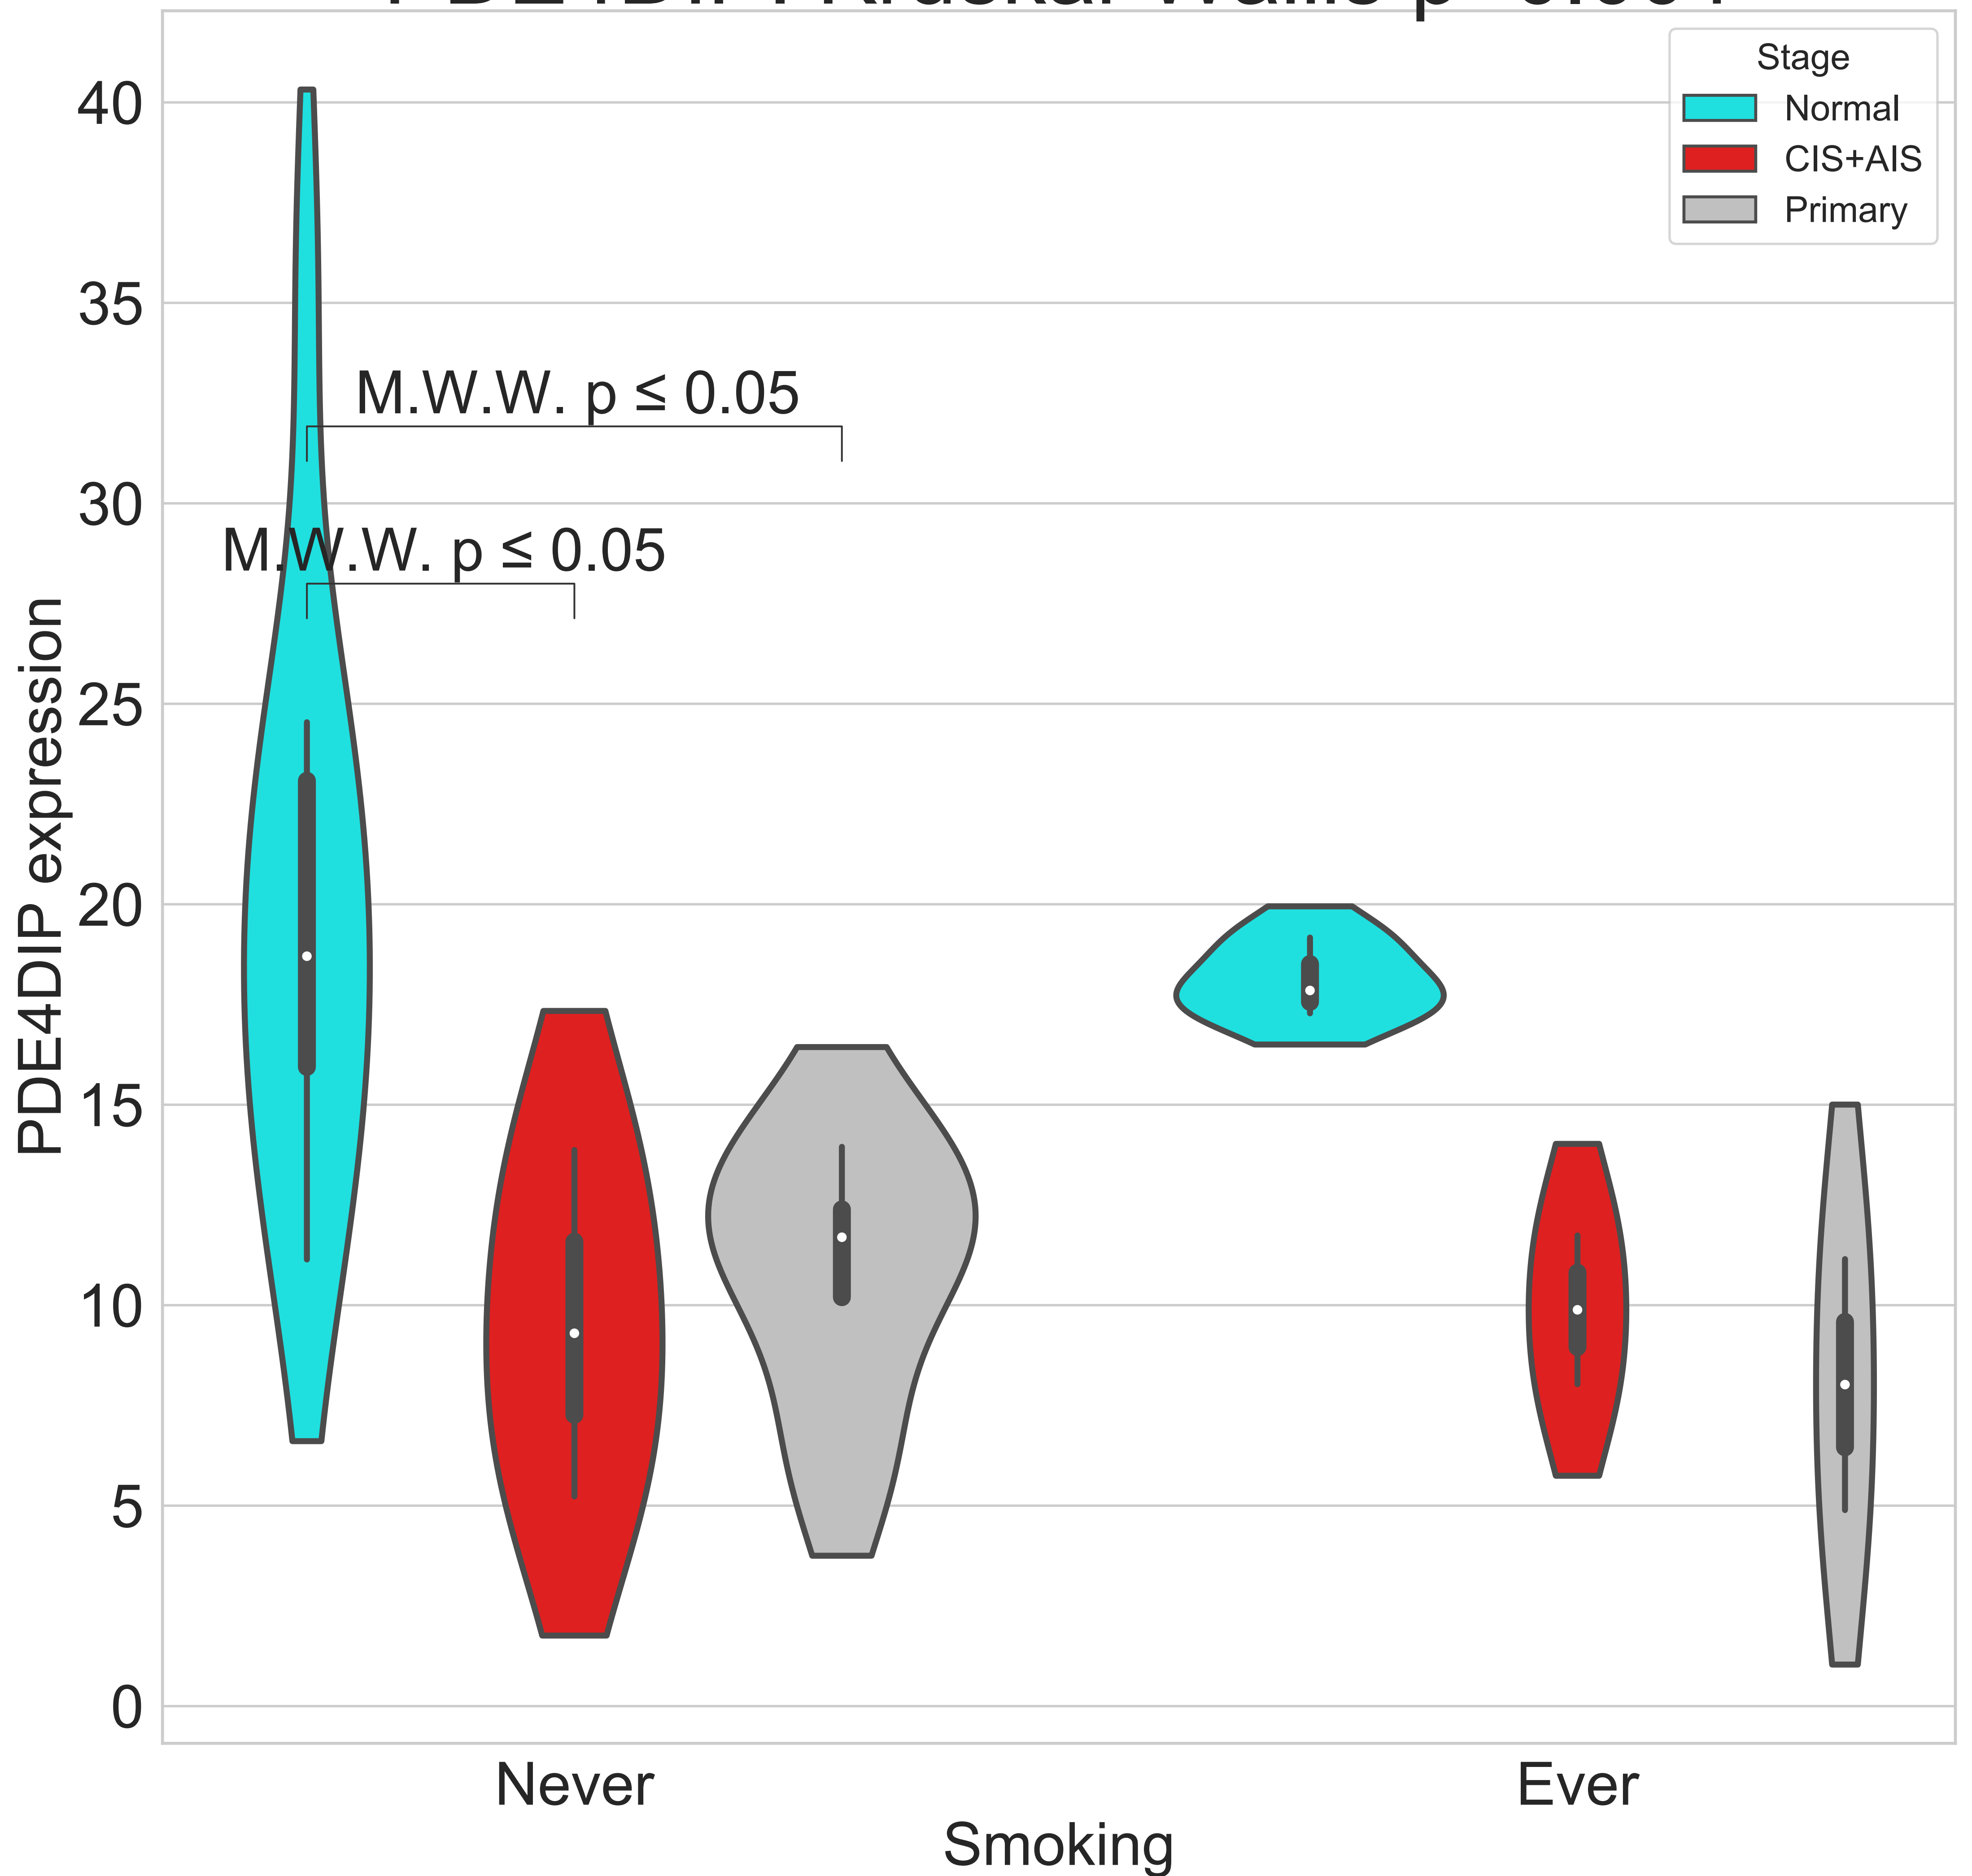 Stage
Normal
CIS+AIS
Primary
40
35
30
25
20
15
10
5
0
PDE4DIP expression
M.W.W. p ≤ 0.05
M.W.W. p ≤ 0.05
Never
Ever
Smoking